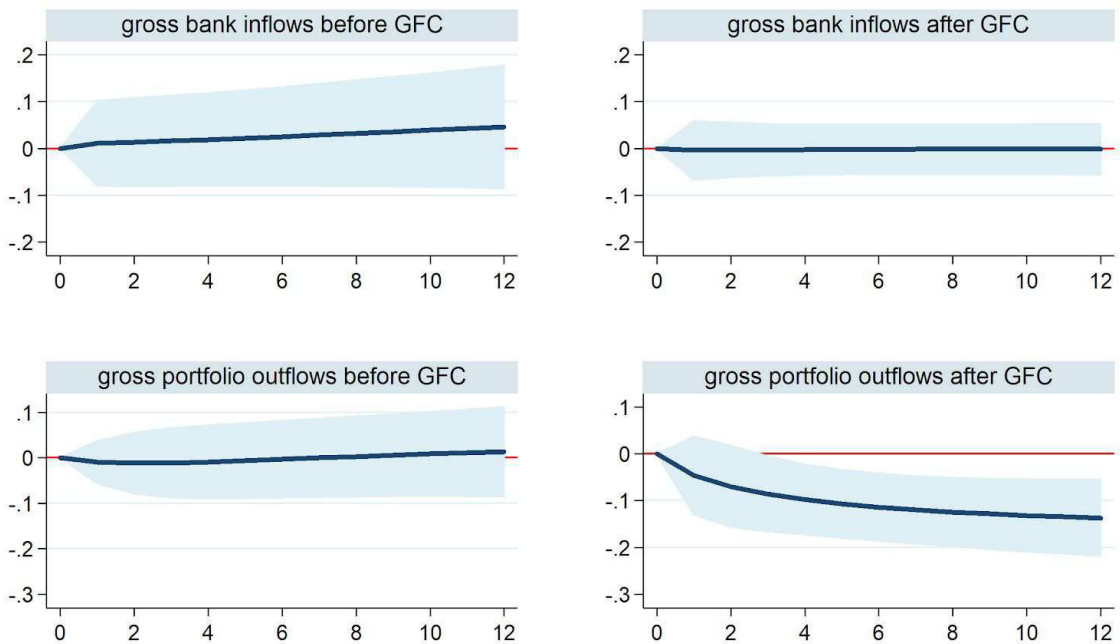 gross bank inflows before GFC
.2
.1
0
-.1
-.2
0 2 4 6 8 10 12
gross bank inflows after GFC
.2
.1
0
-.1
-.2
0 2 4 6 8 10 12
gross portfolio outflows before GFC
.1
0
-.1
-.2
-.3
0 2 4 6 8 10 12
gross portfolio outflows after GFC
.1
0
-.1
-.2
-.3
0 2 4 6 8 10 12